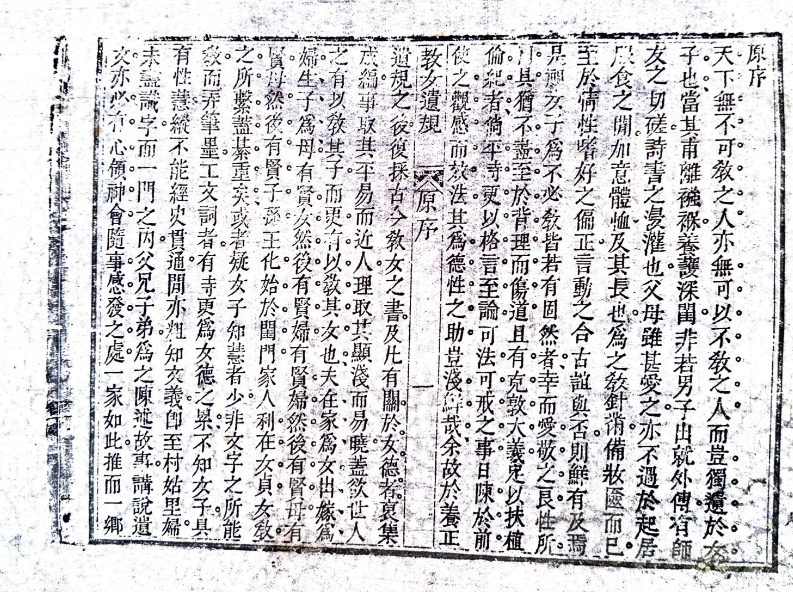 原序
天下無不可敎之人亦無可以不敎之人而豈獨遺於女
子也當其甫離襁褓養護深閨非若男子出就外傅有師
友之切磋詩書之浸灌也父母雖甚愛之亦不過於起居
服食之間加意體恤及其長也爲之敎針黹備妝匳而已
至於情性嗜好之偏正言動之合古誼與否則鮮有及焉
是視女子爲不必敎皆若有固然者幸而愛敬之良性所
同具猶不盡至於背理而傷道且有克敦大義足以扶植
倫紀者倘平時更以格言至論可法可戒之事日陳於前
使之觀感而效法其爲德性之助豈淺鮮哉余故於養正
敎女遺規 原序 一
遺規之後復採古今敎女之書及凡有關於女德者裒集
成編事取其平易而近人理取其顯淺而易曉蓋欲世人
之有以敎其子而更有以敎其女也夫在家爲女出嫁爲
婦生子爲母有賢女然後有賢婦有賢婦然後有賢母有
賢母然後有賢子孫王化始於閨門家人利在女貞女敎
之所繫蓋綦重矣或者疑女子知慧者少非文字之所能
敎而弄筆墨工文詞者有時更爲女德之累不知女子具
有性慧縱不能經史貫通間亦粗知文義卽至村姑里婦
未盡識字而一門之內父兄子弟爲之陳述故事講說遺
文亦必有心領神會隨事感發之處一家如此推而一鄉